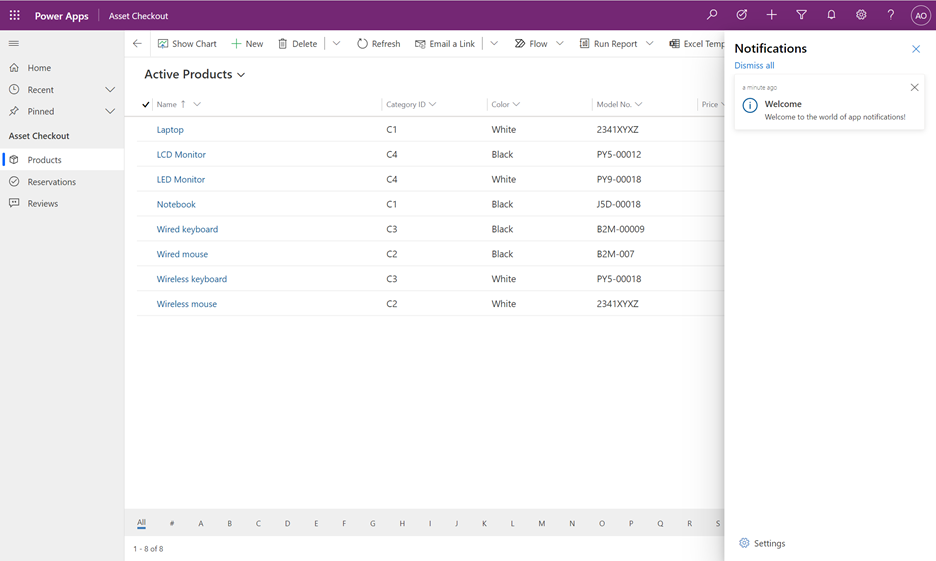 Power Apps Asset Checkout AO
Show Chart New Delete Refresh Email a Link Flow Run Report Excel Temp
Home
Recent
Pinned
Asset Checkout
Products
Reservations
Reviews
Active Products
Name Category ID Color Model No. Price
Laptop C1 White 2341XYXZ
LCD Monitor C4 Black PY5-00012
LED Monitor C4 White PY9-00018
Notebook C1 Black J5D-00018
Wired keyboard C3 Black B2M-00009
Wired mouse C2 Black B2M-007
Wireless keyboard C3 White PY5-00018
Wireless mouse C2 White 2341XYXZ
All # A B C D E F G H I J K L M N O P Q R S
1 - 8 of 8
Notifications
Dismiss all
a minute ago
Welcome
Welcome to the world of app notifications!
Settings